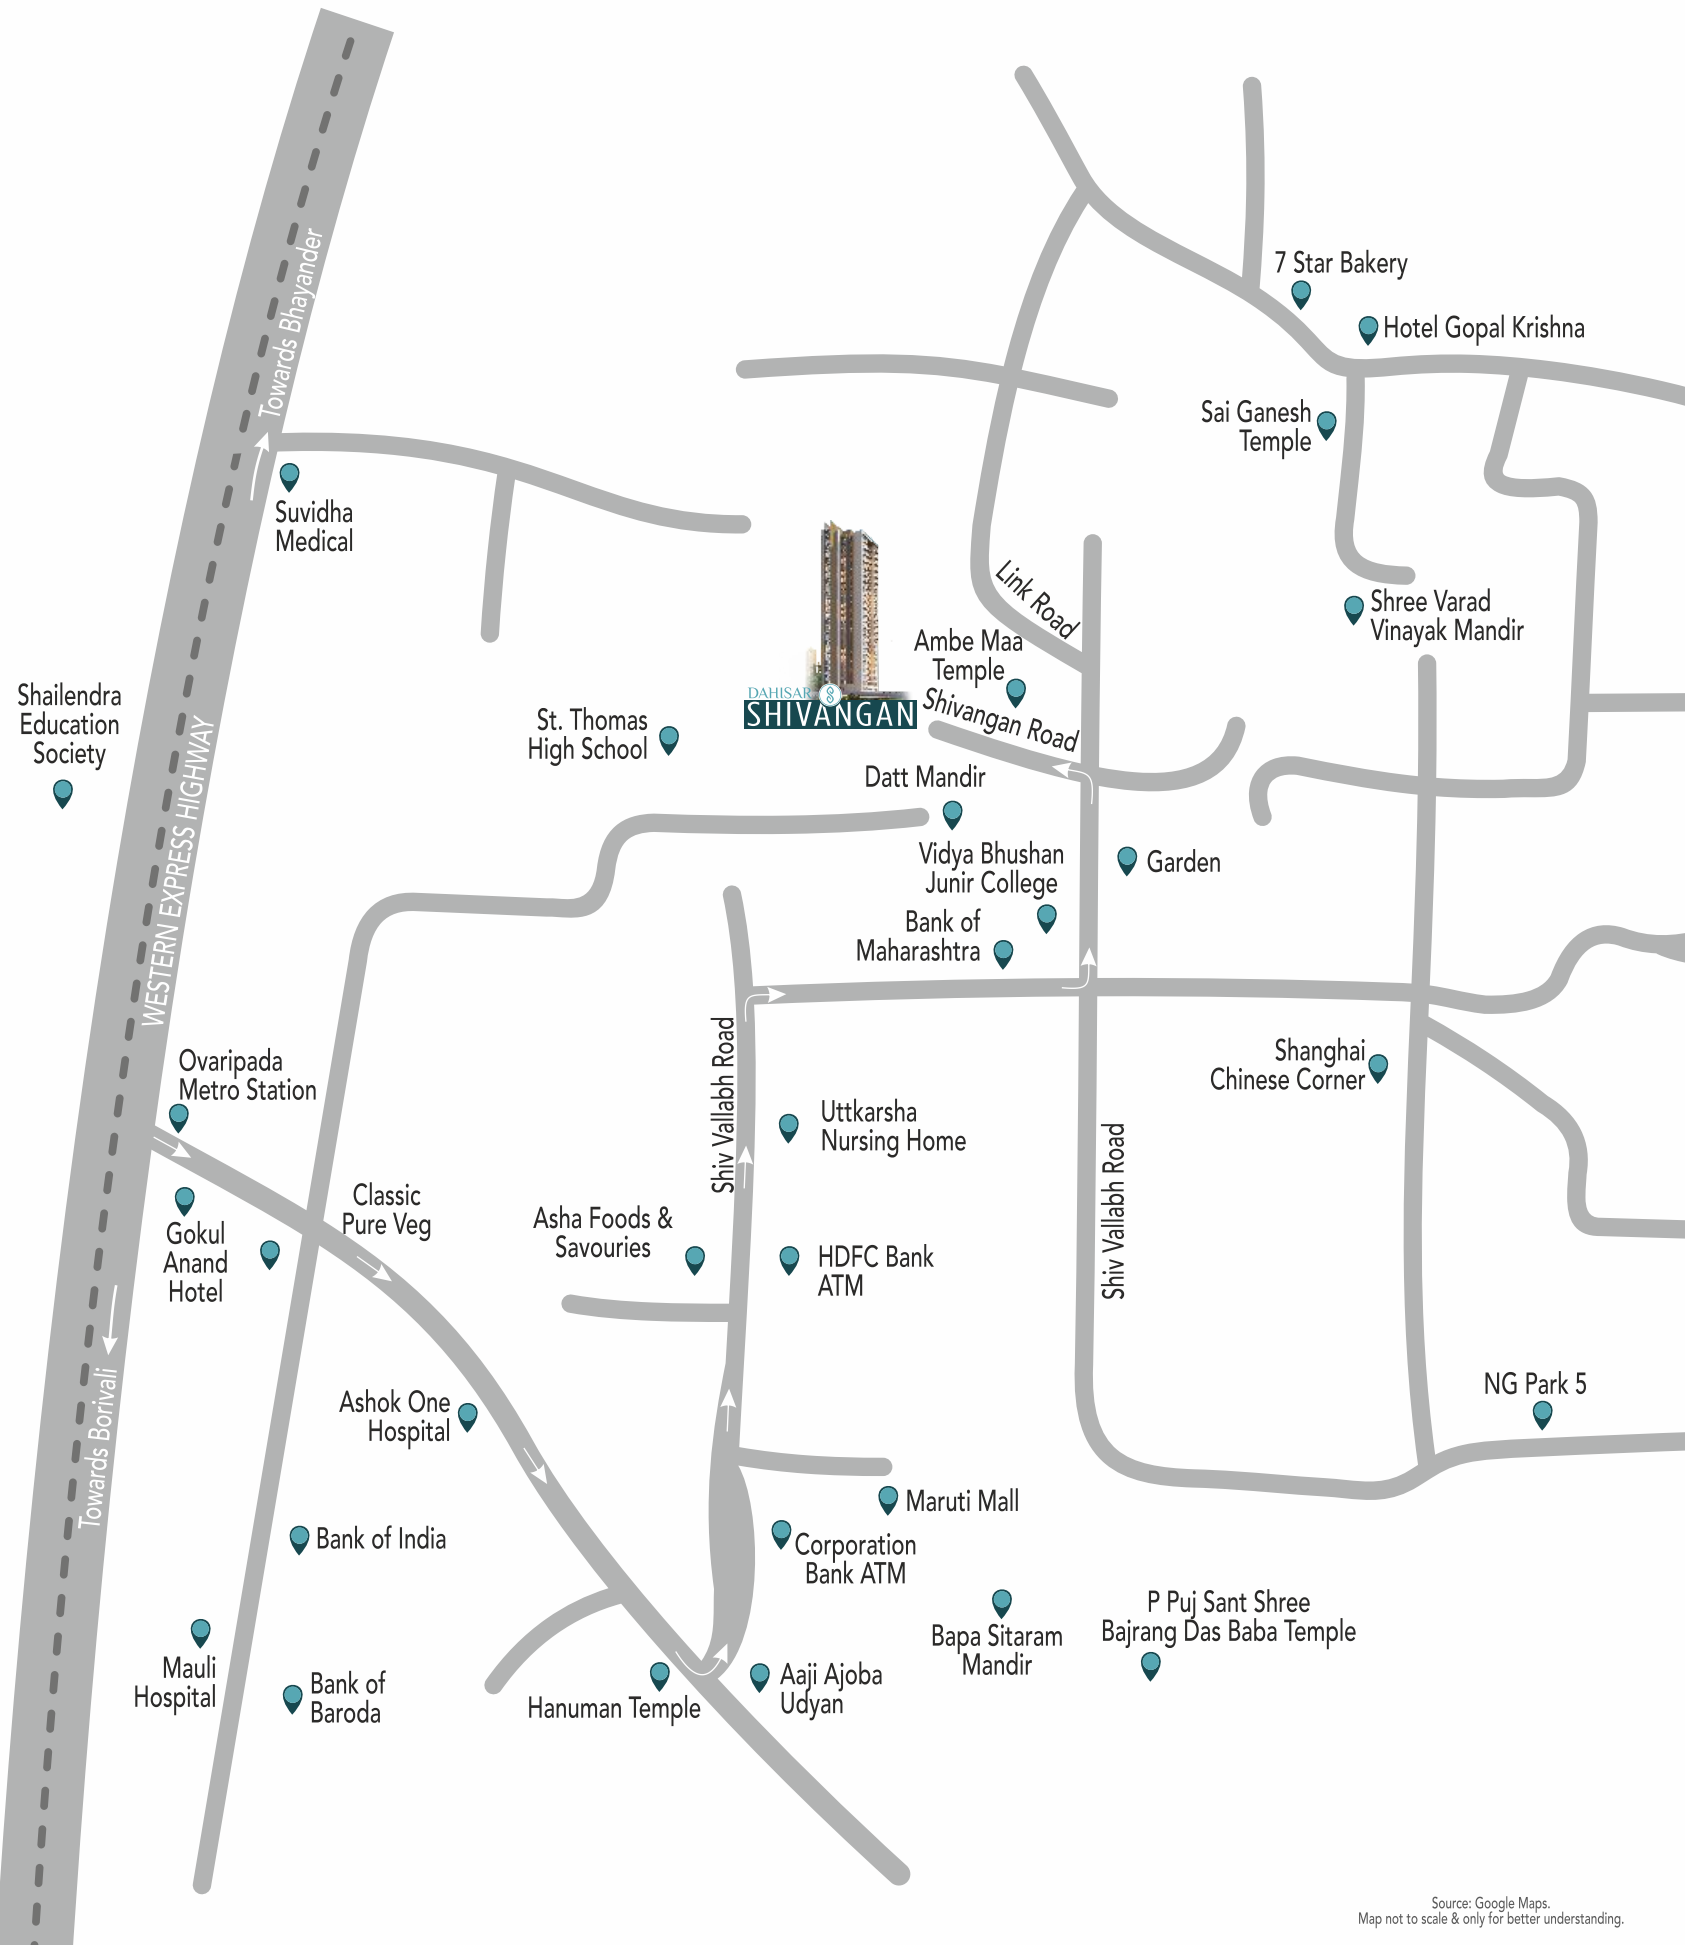 Towards Bhayander
7 Star Bakery
Hotel Gopal Krishna
Sai Ganesh
Temple
Suvidha
Medical
Link Road
Shree Varad
Vinayak Mandir
Ambe Maa
Temple
DAHISAR
SHIVANGAN
Shivangan Road
Shailendra
Education
Society
WESTERN EXPRESS HIGHWAY
St. Thomas
High School
Datt Mandir
Vidya Bhushan
Junir College
Garden
Bank of
Maharashtra
Ovaripada
Metro Station
Shiv Vallabh Road
Shanghai
Chinese Corner
Uttkarsha
Nursing Home
Shiv Vallabh Road
Classic
Pure Veg
Gokul
Anand
Hotel
Asha Foods &
Savouries
HDFC Bank
ATM
Towards Borivali
Ashok One
Hospital
NG Park 5
Maruti Mall
Bank of India
Corporation
Bank ATM
P Puj Sant Shree
Bajrang Das Baba Temple
Bapa Sitaram
Mandir
Mauli
Hospital
Bank of
Baroda
Hanuman Temple
Aaji Ajoba
Udyan
Source: Google Maps.
Map not to scale & only for better understanding.